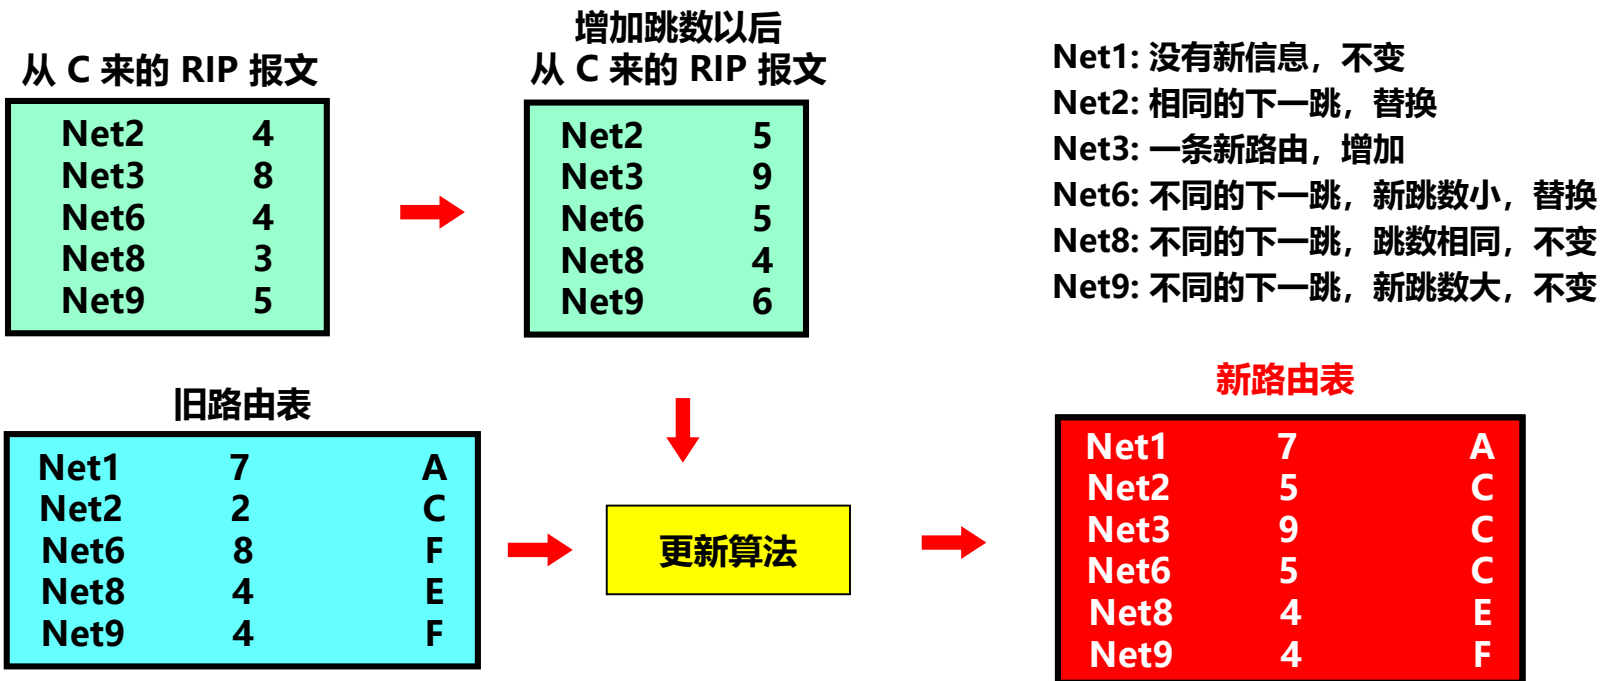 从 C 来的 RIP 报文
Net2 4
Net3 8
Net6 4
Net8 3
Net9 5
增加跳数以后
从 C 来的 RIP 报文
Net2 5
Net3 9
Net6 5
Net8 4
Net9 6
Net1: 没有新信息，不变
Net2: 相同的下一跳，替换
Net3: 一条新路由，增加
Net6: 不同的下一跳，新跳数小，替换
Net8: 不同的下一跳，跳数相同，不变
Net9: 不同的下一跳，新跳数大，不变
旧路由表
Net1 7 A
Net2 2 C
Net6 8 F
Net8 4 E
Net9 4 F
更新算法
新路由表
Net1 7 A
Net2 5 C
Net3 9 C
Net6 5 C
Net8 4 E
Net9 4 F